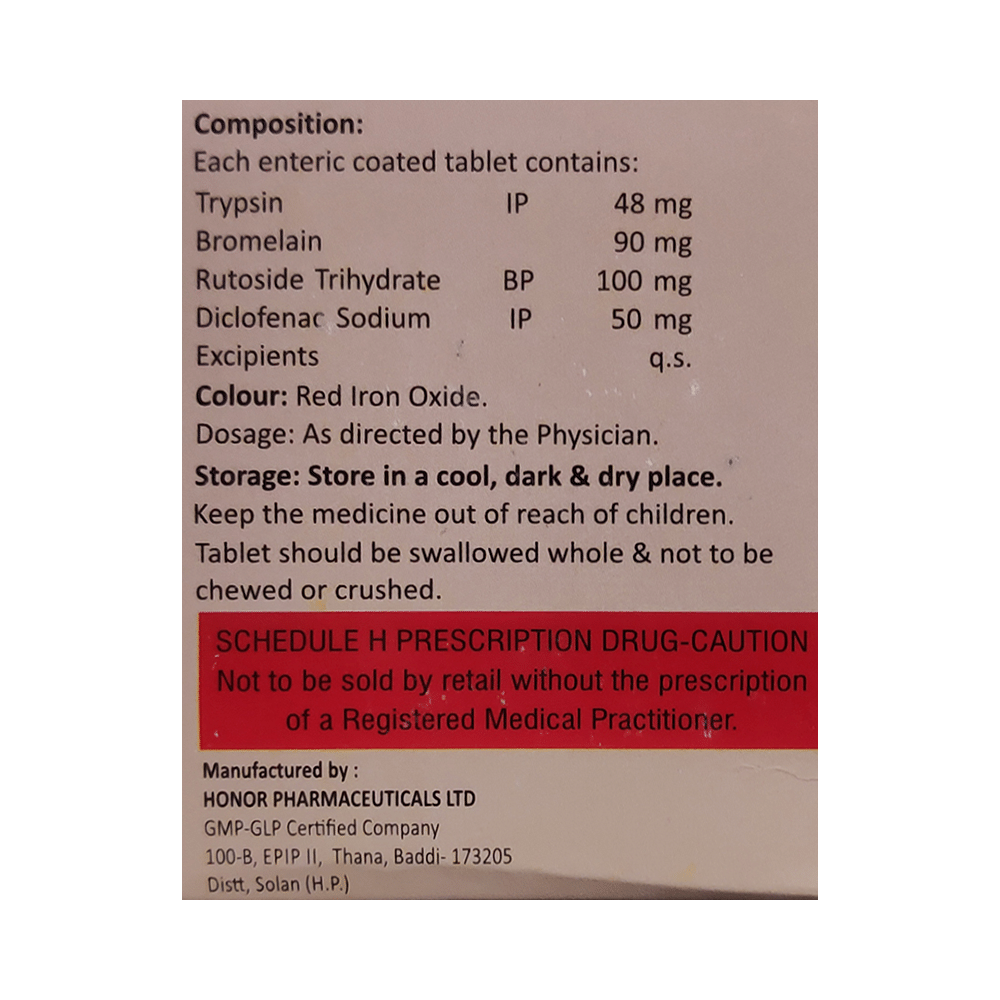 Composition:
Each enteric coated tablet contains:
Trypsin IP 48 mg
Bromelain 90 mg
Rutoside Trihydrate BP 100 mg
Diclofenac Sodium IP 50 mg
Excipients q.s.
Colour: Red Iron Oxide.
Dosage: As directed by the Physician.
Storage: Store in a cool, dark & dry place.
Keep the medicine out of reach of children.
Tablet should be swallowed whole & not to be
chewed or crushed.
SCHEDULE H PRESCRIPTION DRUG-CAUTION
Not to be sold by retail without the prescription
of a Registered Medical Practitioner.
Manufactured by :
HONOR PHARMACEUTICALS LTD
GMP-GLP Certified Company
100-B, EPIP II, Thana, Baddi- 173205
Distt, Solan (H.P.)